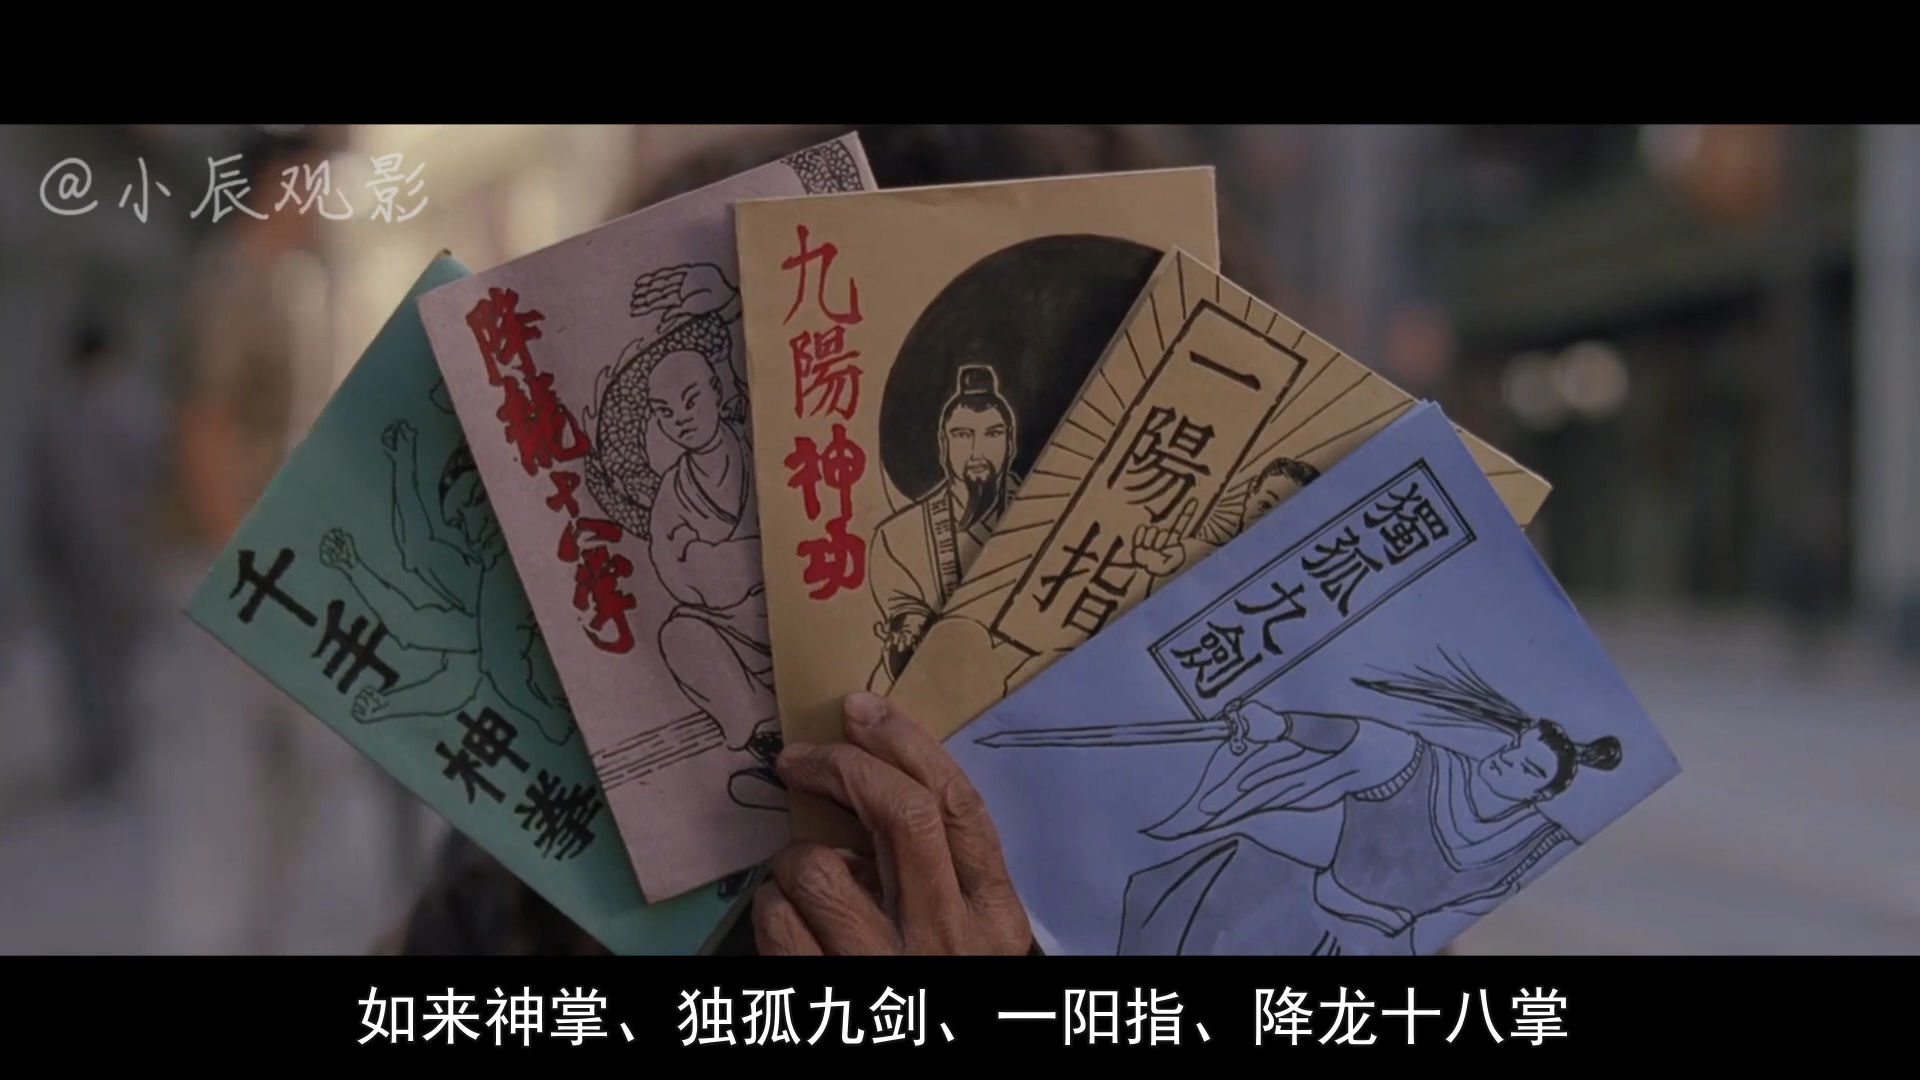 @小辰观影
千手神拳
降龍十八掌
九陽神功
一陽指
獨孤九劍
如来神掌、独孤九剑、一阳指、降龙十八掌